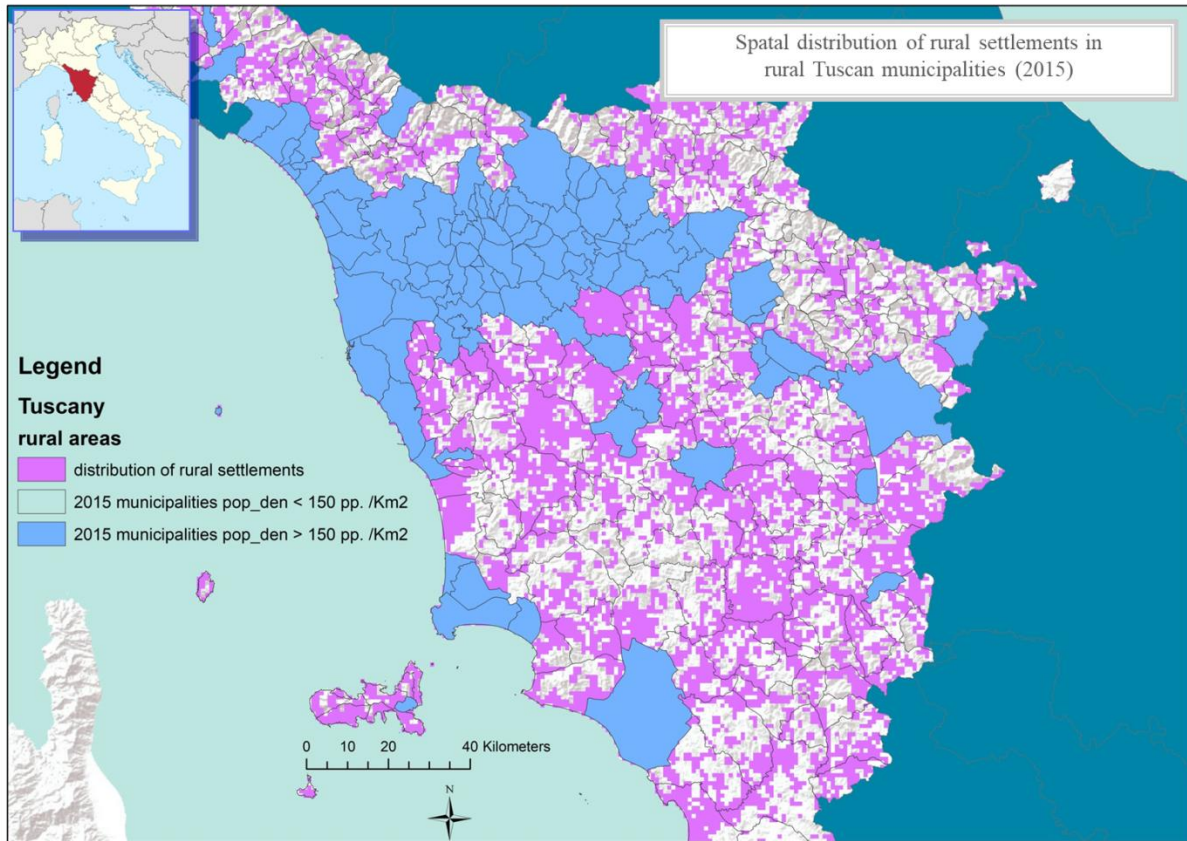 Spatal distribution of rural settlements in
rural Tuscan municipalities (2015)
Legend
Tuscany
rural areas
distribution of rural settlements
2015 municipalities pop_den < 150 pp. /Km2
2015 municipalities pop_den > 150 pp. /Km2
0 10 20 40 Kilometers
N